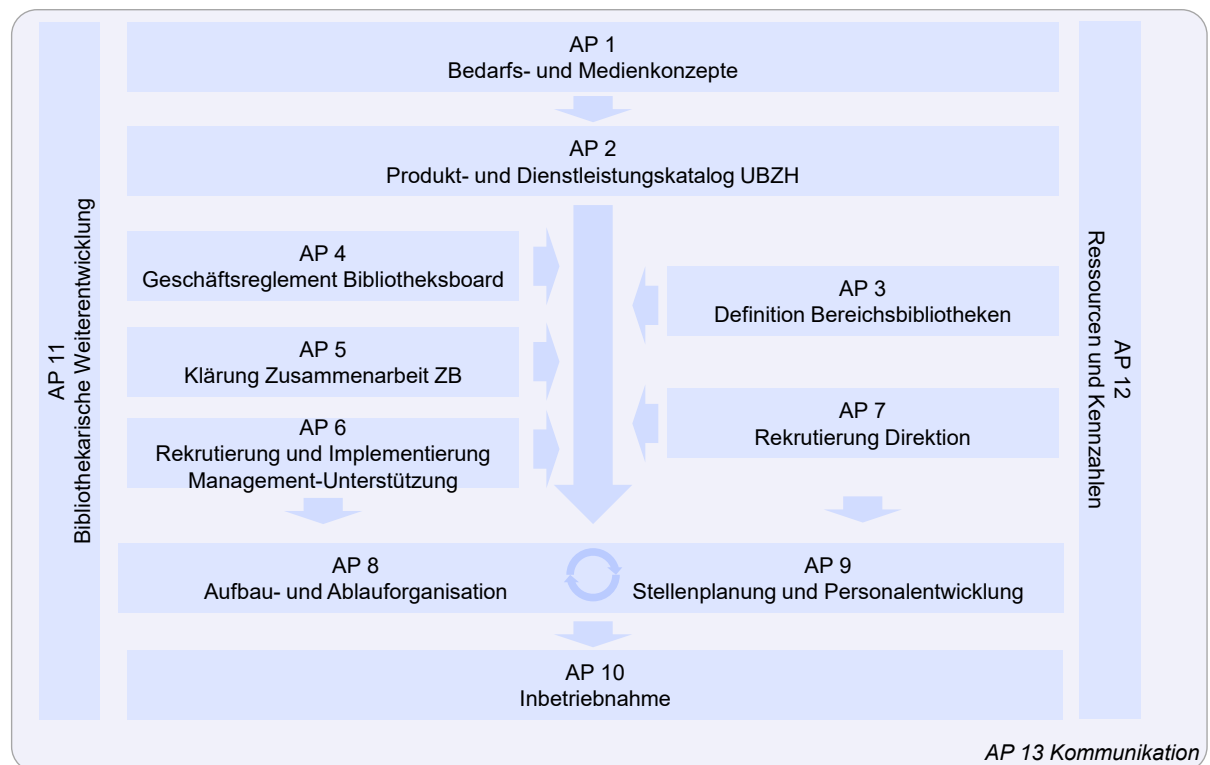 AP 1
Bedarfs- und Medienkonzepte
AP 2
Produkt- und Dienstleistungskatalog UBZH
AP 4
Geschäftsreglement Bibliotheksboard
AP 3
Definition Bereichsbibliotheken
AP 5
Klärung Zusammenarbeit ZB
AP 7
Rekrutierung Direktion
AP 6
Rekrutierung und Implementierung
Management-Unterstützung
AP 8
Aufbau- und Ablauforganisation
AP 9
Stellenplanung und Personalentwicklung
AP 10
Inbetriebnahme
AP 11
Bibliothekarische Weiterentwicklung
AP 12
Ressourcen und Kennzahlen
AP 13 Kommunikation